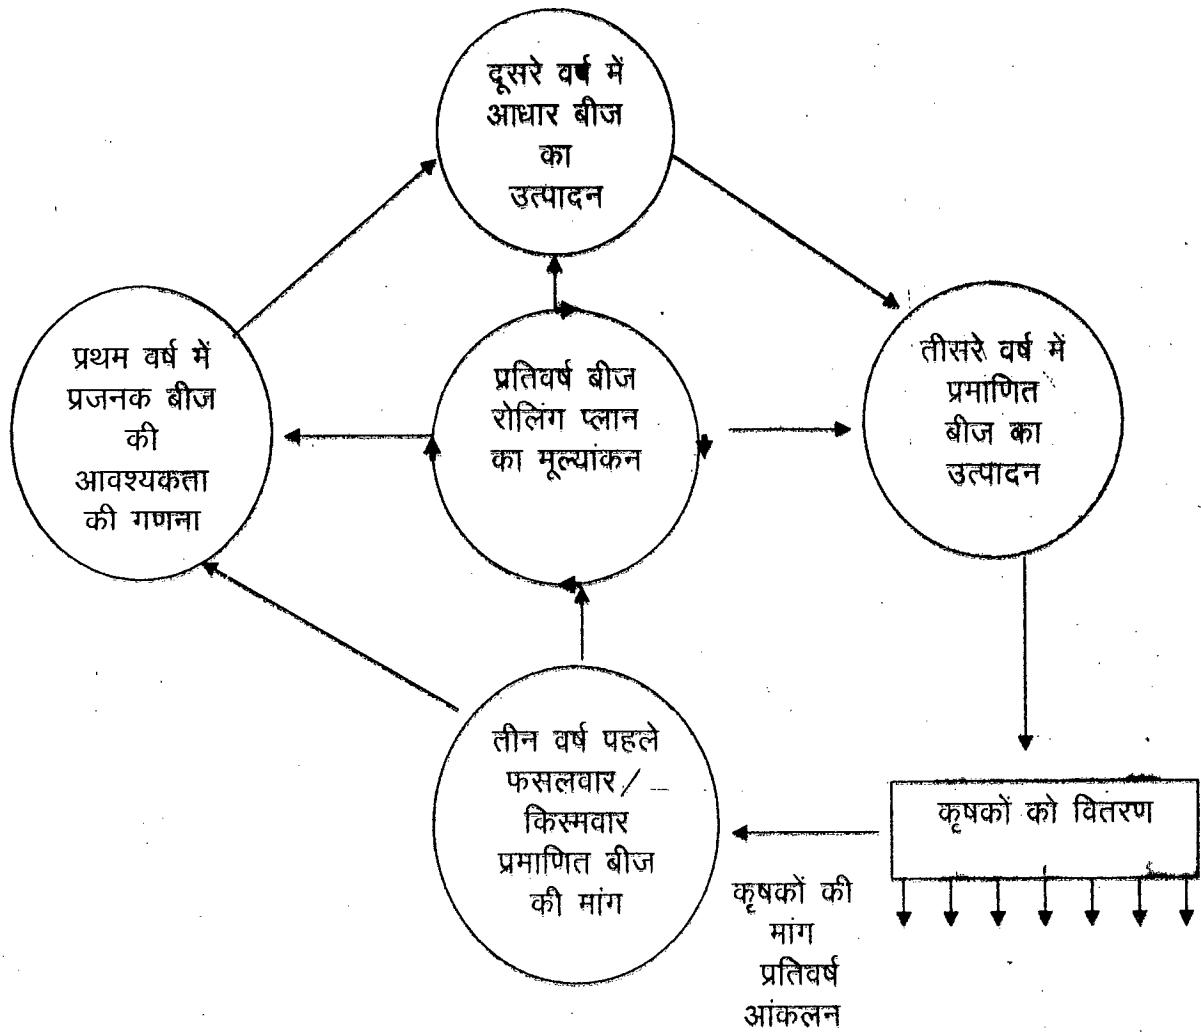 दूसरे वर्ष में
आधार बीज
का
उत्पादन
प्रथम वर्ष में
प्रजनक बीज
की
आवश्यकता
की गणना
प्रतिवर्ष बीज
रोलिंग प्लान
का मूल्यांकन
तीसरे वर्ष में
प्रमाणित
बीज का
उत्पादन
तीन वर्ष पहले
फसलवार/
किस्मवार
प्रमाणित बीज
की मांग
कृषकों को वितरण
कृषकों की
मांग
प्रतिवर्ष
आंकलन